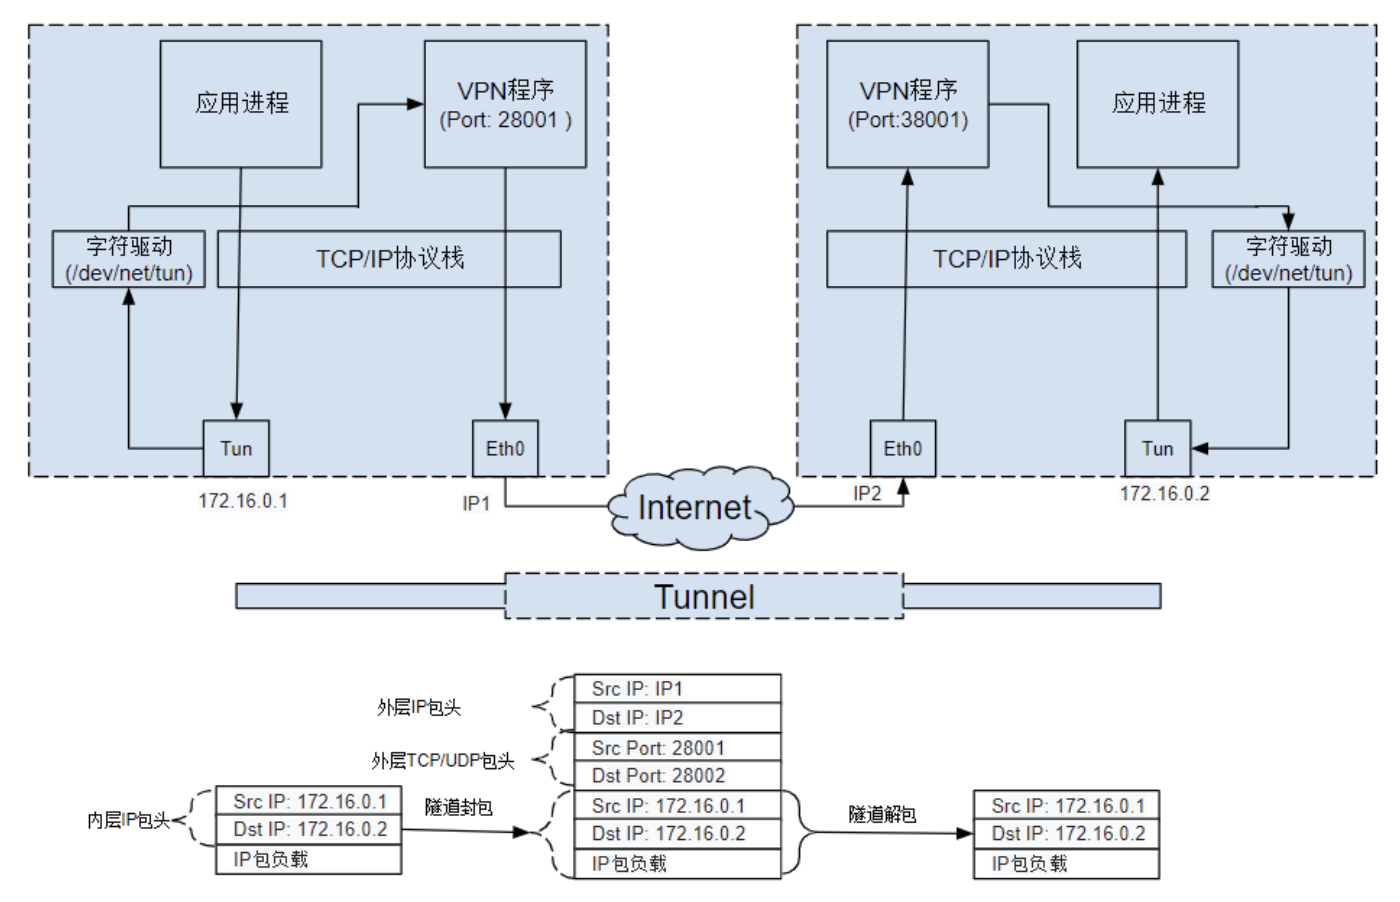 应用进程
VPN程序
(Port: 28001 )
VPN程序
(Port:38001)
应用进程
字符驱动
(/dev/net/tun)
TCP/IP协议栈
TCP/IP协议栈
字符驱动
(/dev/net/tun)
Tun
Eth0
Eth0
Tun
172.16.0.1
IP1
Internet
IP2
172.16.0.2
Tunnel
外层IP包头
Src IP: IP1
Dst IP: IP2
外层TCP/UDP包头
Src Port: 28001
Dst Port: 28002
内层IP包头
Src IP: 172.16.0.1
Dst IP: 172.16.0.2
IP包负载
隧道封包
Src IP: 172.16.0.1
Dst IP: 172.16.0.2
IP包负载
隧道解包
Src IP: 172.16.0.1
Dst IP: 172.16.0.2
IP包负载